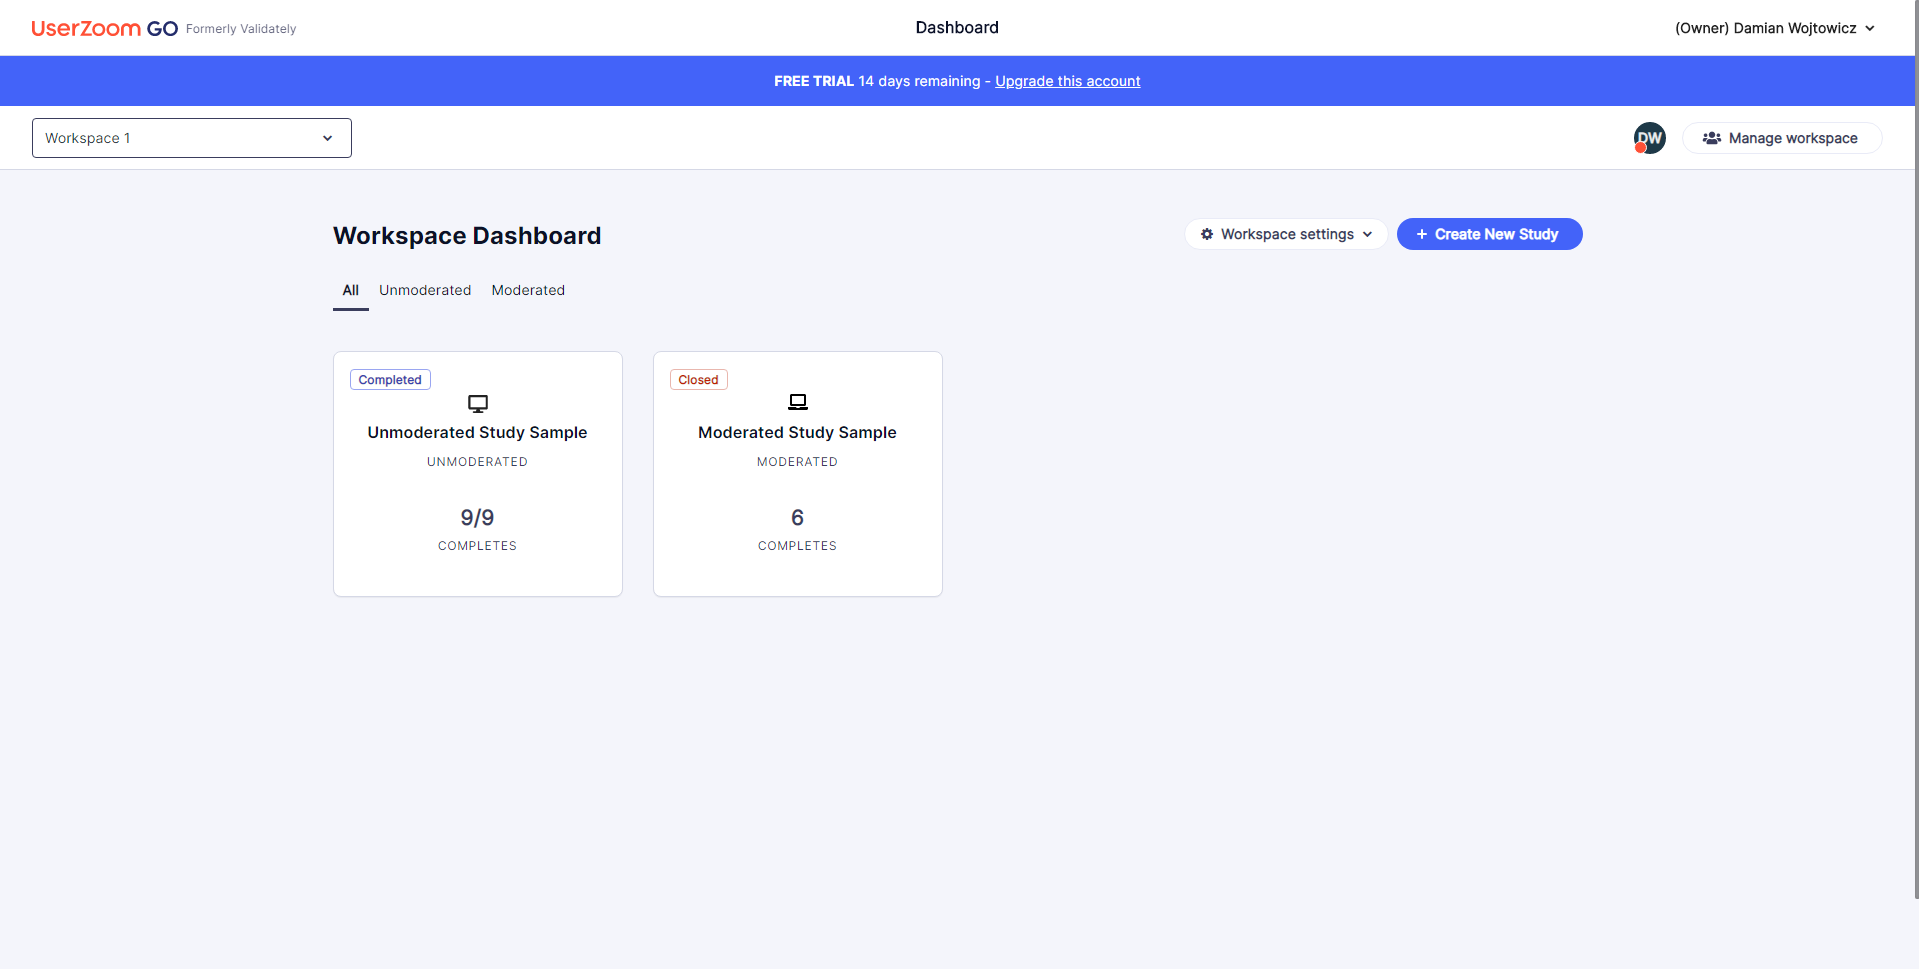 UserZoom GO Formerly Validately
Dashboard
(Owner) Damian Wojtowicz
FREE TRIAL 14 days remaining - Upgrade this account
Workspace 1
DW
Manage workspace
Workspace Dashboard
Workspace settings
+ Create New Study
All
Unmoderated
Moderated
Completed
Unmoderated Study Sample
UNMODERATED
9/9
COMPLETES
Closed
Moderated Study Sample
MODERATED
6
COMPLETES